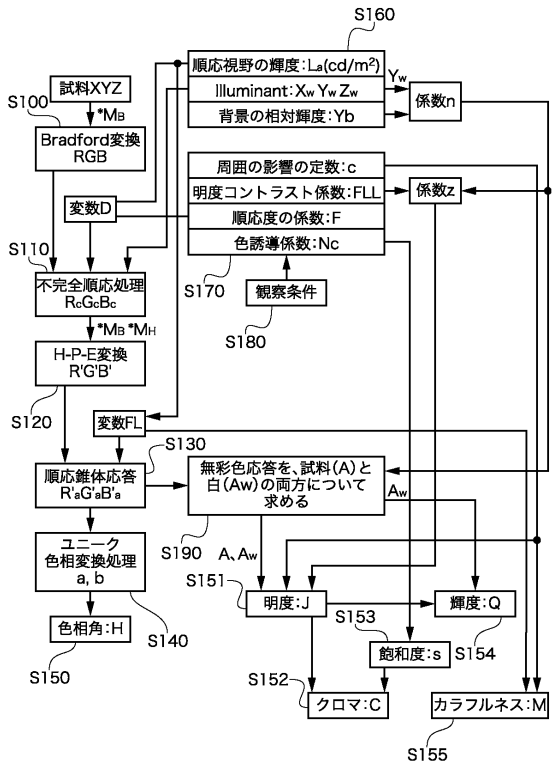 S160
順応視野の輝度:La(cd/m²)
Illuminant:Xw Yw Zw
背景の相対輝度:Yb
Yw
係数n
試料XYZ
S100
*MB
Bradford変換
RGB
周囲の影響の定数:c
明度コントラスト係数:FLL
順応度の係数:F
色誘導係数:Nc
係数z
変数D
S110
S170
不完全順応処理
RcGcBc
観察条件
S180
*MB *MH
H-P-E変換
R'G'B'
S120
変数FL
S130
順応錐体応答
R'aG'aB'a
無彩色応答を、試料(A)と
白(Aw)の両方について
求める
Aw
S190
A、Aw
ユニーク
色相変換処理
a, b
S140
S151
明度:J
輝度:Q
S154
色相角:H
S150
S153
飽和度:s
S152
クロマ:C
カラフルネス:M
S155